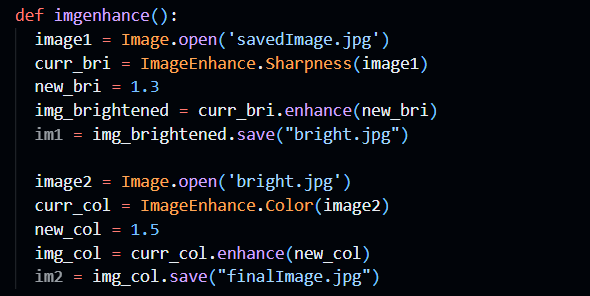 def imgenhance():
  image1 = Image.open('savedImage.jpg')
  curr_bri = ImageEnhance.Sharpness(image1)
  new_bri = 1.3
  img_brightened = curr_bri.enhance(new_bri)
  im1 = img_brightened.save("bright.jpg")

  image2 = Image.open('bright.jpg')
  curr_col = ImageEnhance.Color(image2)
  new_col = 1.5
  img_col = curr_col.enhance(new_col)
  im2 = img_col.save("finalImage.jpg")